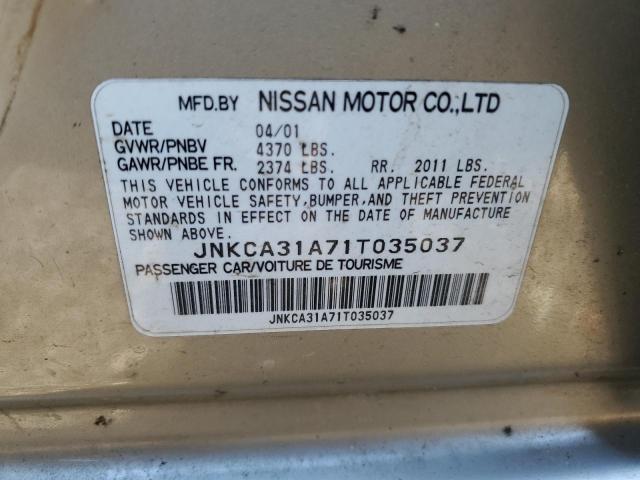 MFD.BY NISSAN MOTOR CO.,LTD
DATE 04/01
GVWR/PNBV 4370 LBS.
GAWR/PNBE FR. 2374 LBS. RR. 2011 LBS.
THIS VEHICLE CONFORMS TO ALL APPLICABLE FEDERAL
MOTOR VEHICLE SAFETY, BUMPER, AND THEFT PREVENTION
STANDARDS IN EFFECT ON THE DATE OF MANUFACTURE
SHOWN ABOVE. JNKCA31A71T035037
PASSENGER CAR/VOITURE DE TOURISME
JNKCA31A71T035037